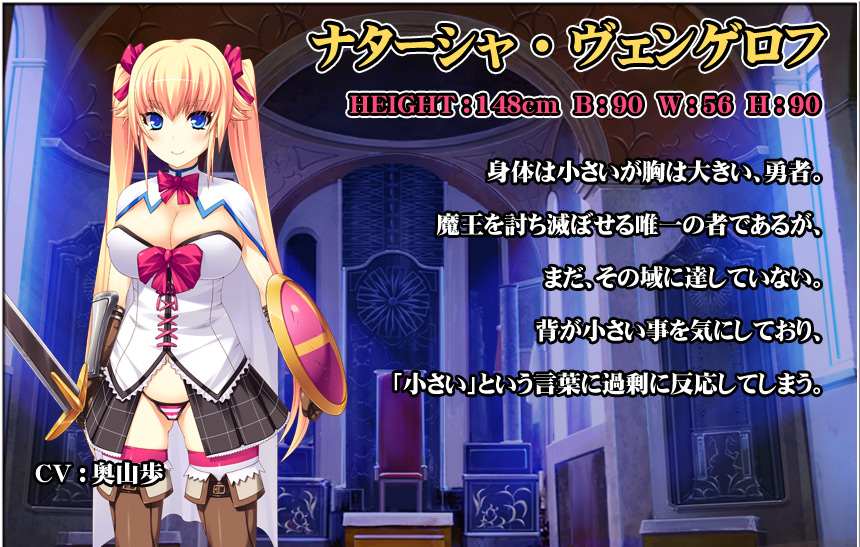 ナターシャ・ヴェンゲロフ
HEIGHT:148cm B:90 W:56 H:90
身体は小さいが胸は大きい、勇者。
魔王を討ち滅ぼせる唯一の者であるが、
まだ、その域に達していない。
背が小さい事を気にしており、
「小さい」という言葉に過剰に反応してしまう。
CV:奥山歩